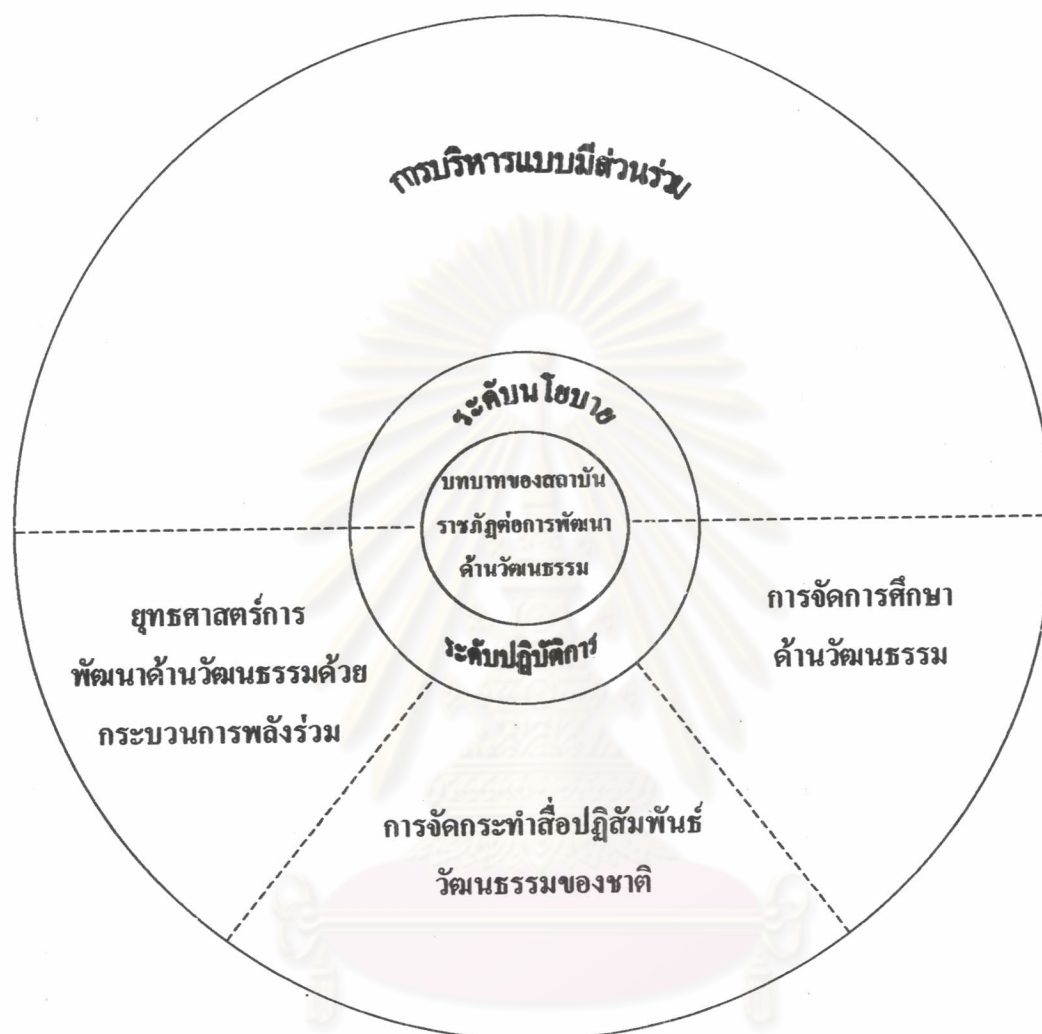 การบริหารแบบมีส่วนร่วม
ระดับนโยบาย
บทบาทของสถาบัน
ราชภัฏต่อการพัฒนา
ด้านวัฒนธรรม
ระดับปฏิบัติการ
ยุทธศาสตร์การ
พัฒนาด้านวัฒนธรรมด้วย
กระบวนการพลังร่วม
การจัดกระทำสื่อปฏิสัมพันธ์
วัฒนธรรมของชาติ
การจัดการศึกษา
ด้านวัฒนธรรม